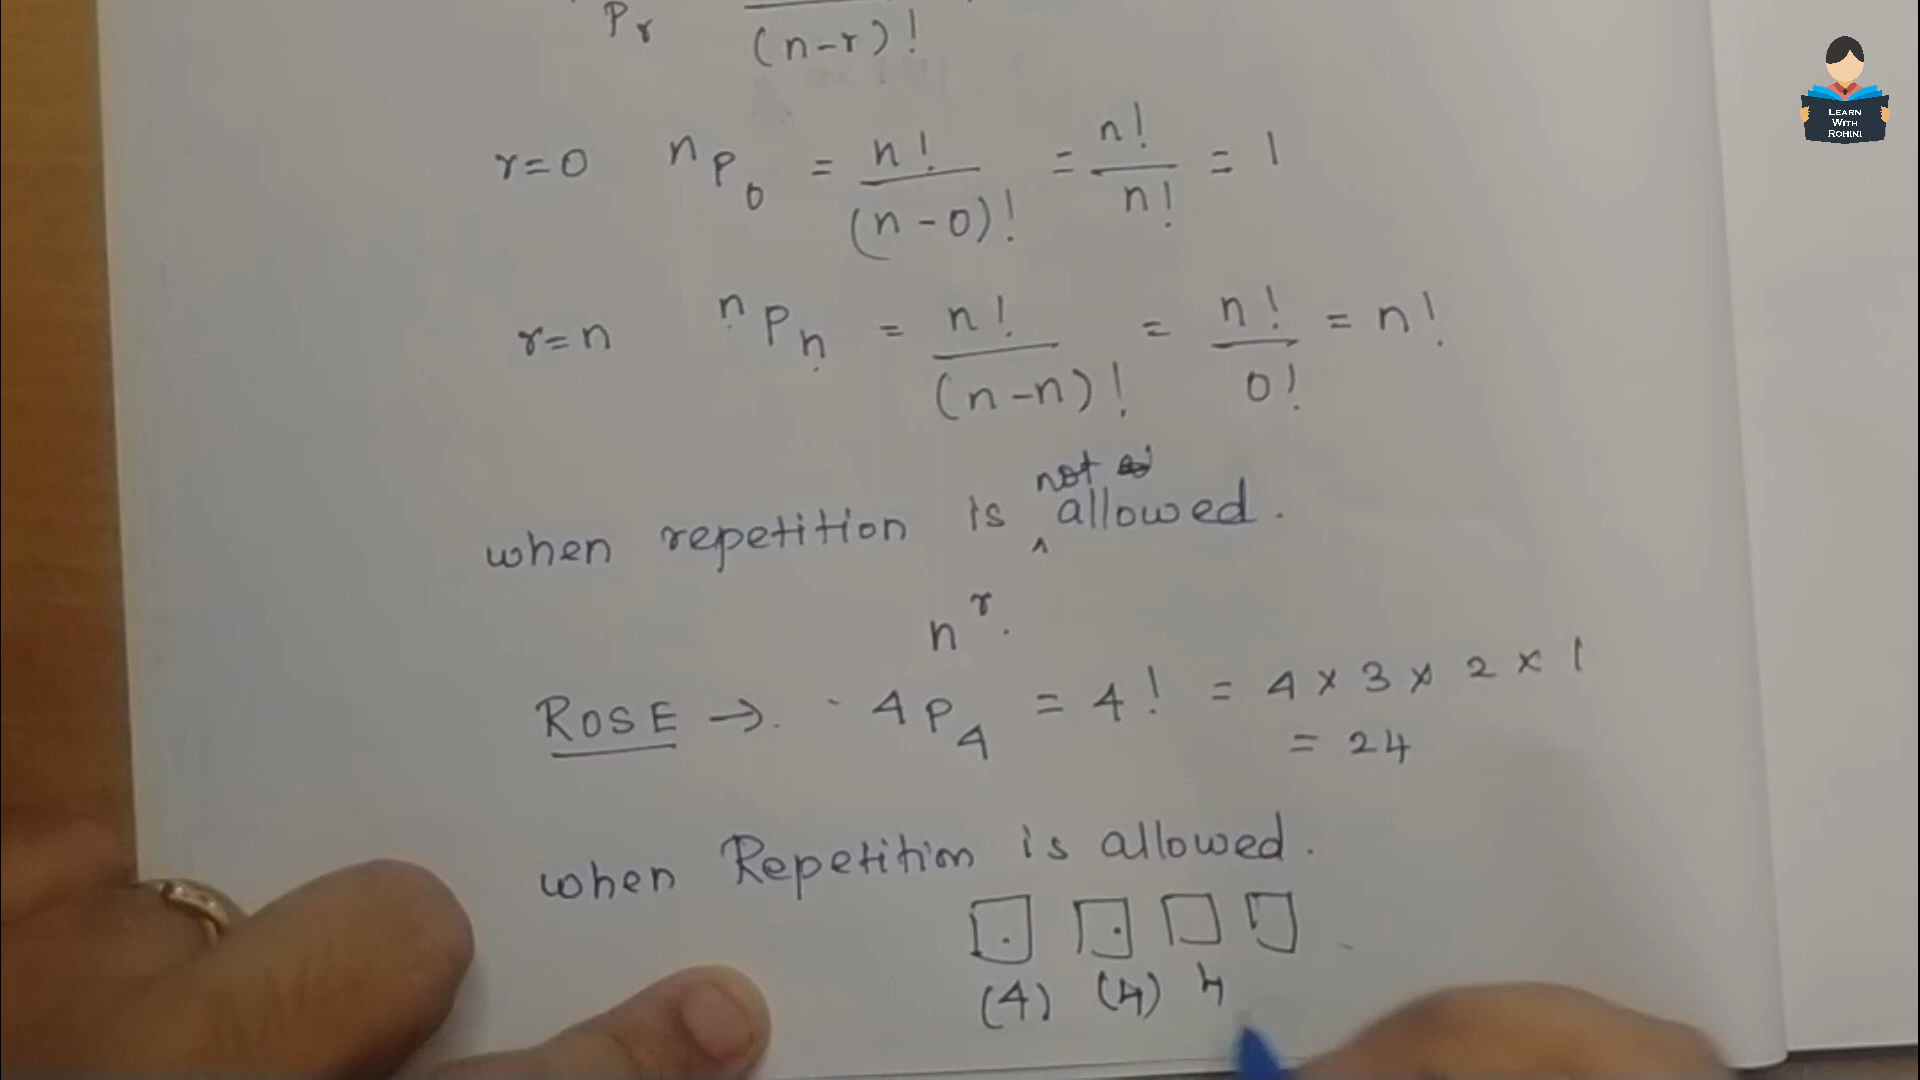 Pr (n-r)!
LEARN
WITH
ROHINI
r=0 nP0 = n!/(n-0)! = n!/n! = 1
r=n nPn = n!/(n-n)! = n!/0! = n!
not
when repetition is ^ allowed.
n^r.
ROSE → . 4P4 = 4! = 4 × 3 × 2 × 1
= 24
when Repetition is allowed.
(4) (4) 4